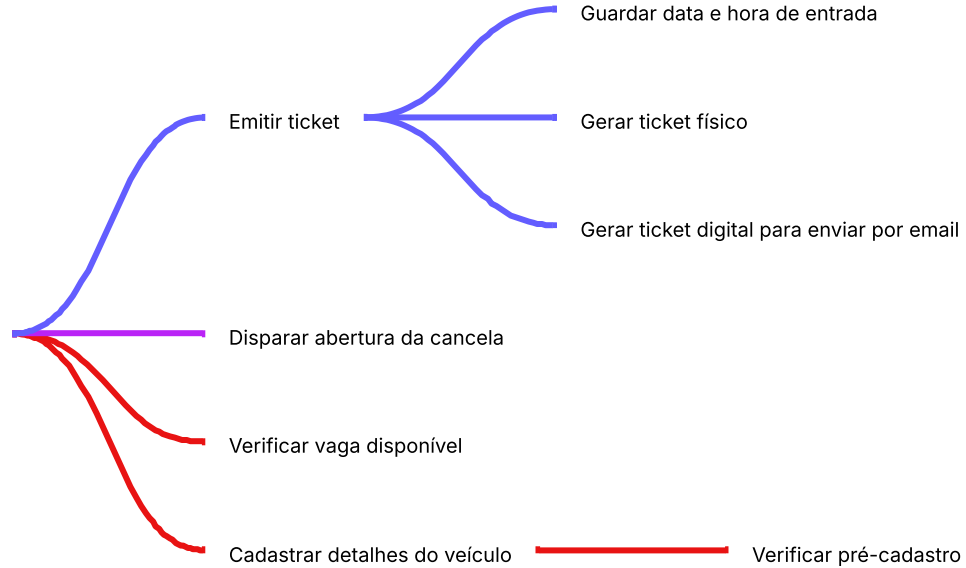 Guardar data e hora de entrada
Emitir ticket
Gerar ticket físico
Gerar ticket digital para enviar por email
Disparar abertura da cancela
Verificar vaga disponível
Cadastrar detalhes do veículo
Verificar pré-cadastro